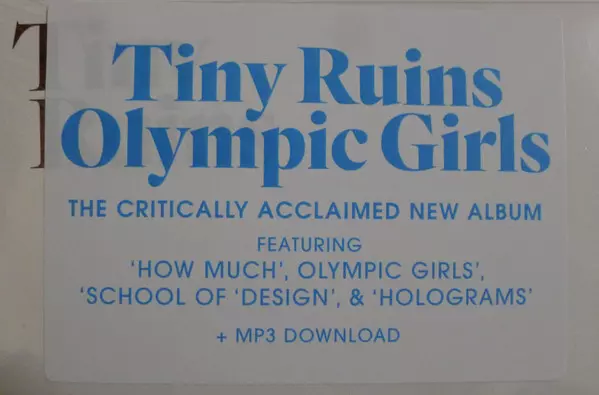 Tiny Ruins
Olympic Girls
THE CRITICALLY ACCLAIMED NEW ALBUM
FEATURING
‘HOW MUCH’, OLYMPIC GIRLS’,
‘SCHOOL OF ‘DESIGN’, & ‘HOLOGRAMS’
+ MP3 DOWNLOAD